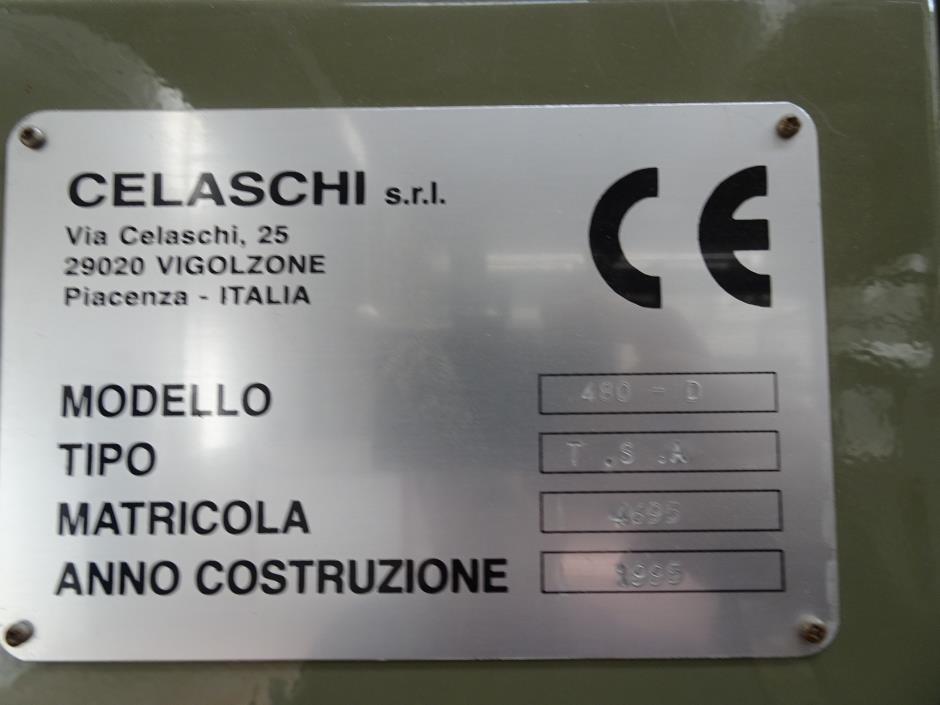 CELASCHI s.r.l.
Via Celaschi, 25
29020 VIGOLZONE
Piacenza - ITALIA
CE
MODELLO 480 - D
TIPO T .S .A
MATRICOLA 4695
ANNO COSTRUZIONE 1995